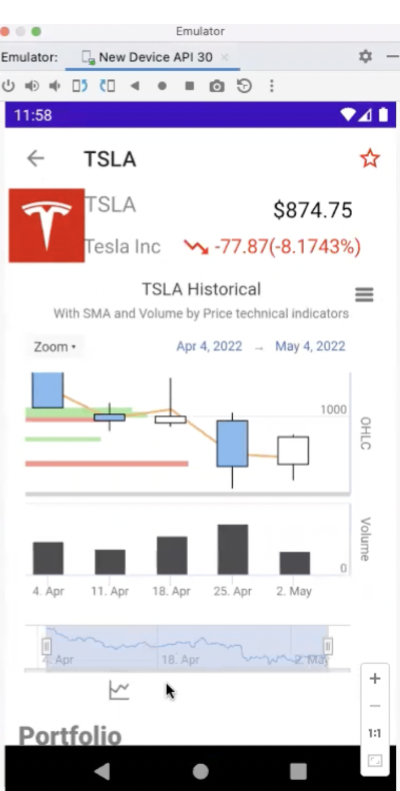 Emulator
Emulator: New Device API 30
11:58
TSLA
TSLA
$874.75
Tesla Inc
-77.87(-8.1743%)
TSLA Historical
With SMA and Volume by Price technical indicators
Zoom
Apr 4, 2022 → May 4, 2022
1000
OHLC
Volume
0
4. Apr 11. Apr 18. Apr 25. Apr 2. May
4. Apr 18. Apr 2. May
1:1
Portfolio